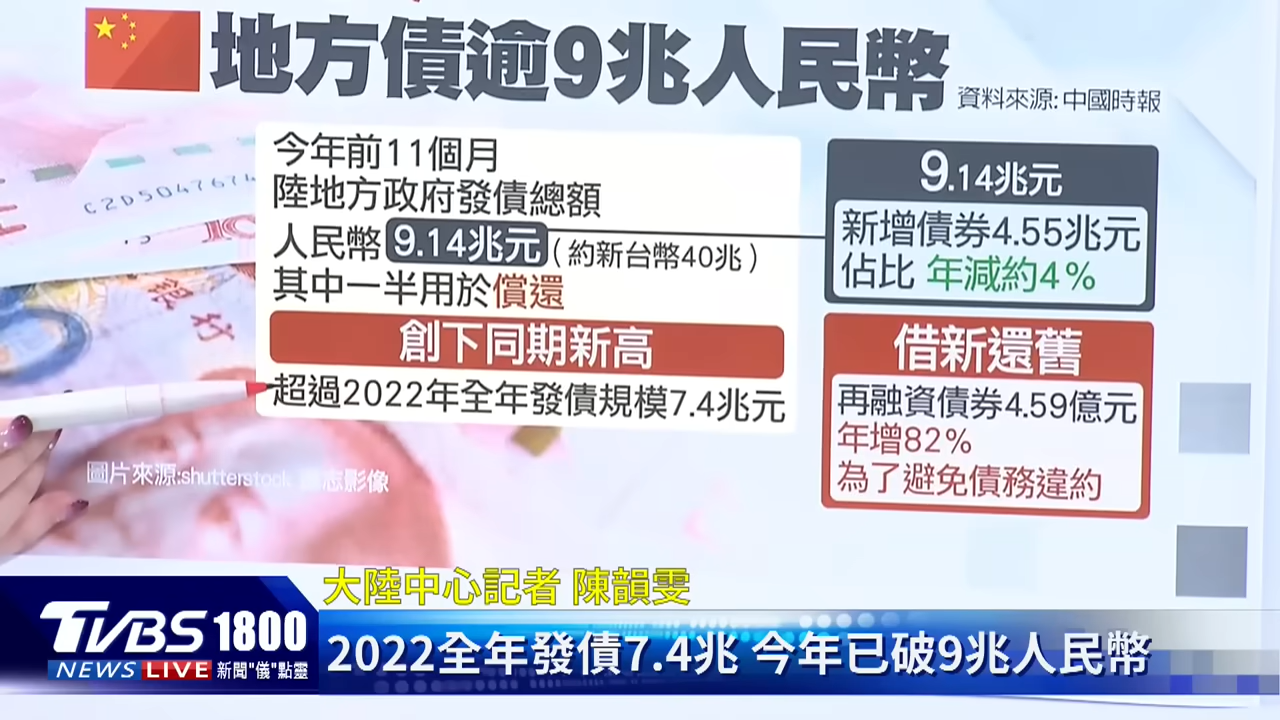 地方債逾9兆人民幣
資料來源:中國時報
今年前11個月
陸地方政府發債總額
人民幣 9.14兆元（約新台幣40兆）
其中一半用於償還
創下同期新高
超過2022年全年發債規模7.4兆元
9.14兆元
新增債券4.55兆元
佔比 年減約4%
借新還舊
再融資債券4.59億元
年增82%
為了避免債務違約
CZD5047674
圖片來源:shutterstock 志影像
大陸中心記者 陳韻雯
TVBS 1800
NEWS LIVE 新聞"儀"點靈
2022全年發債7.4兆 今年已破9兆人民幣